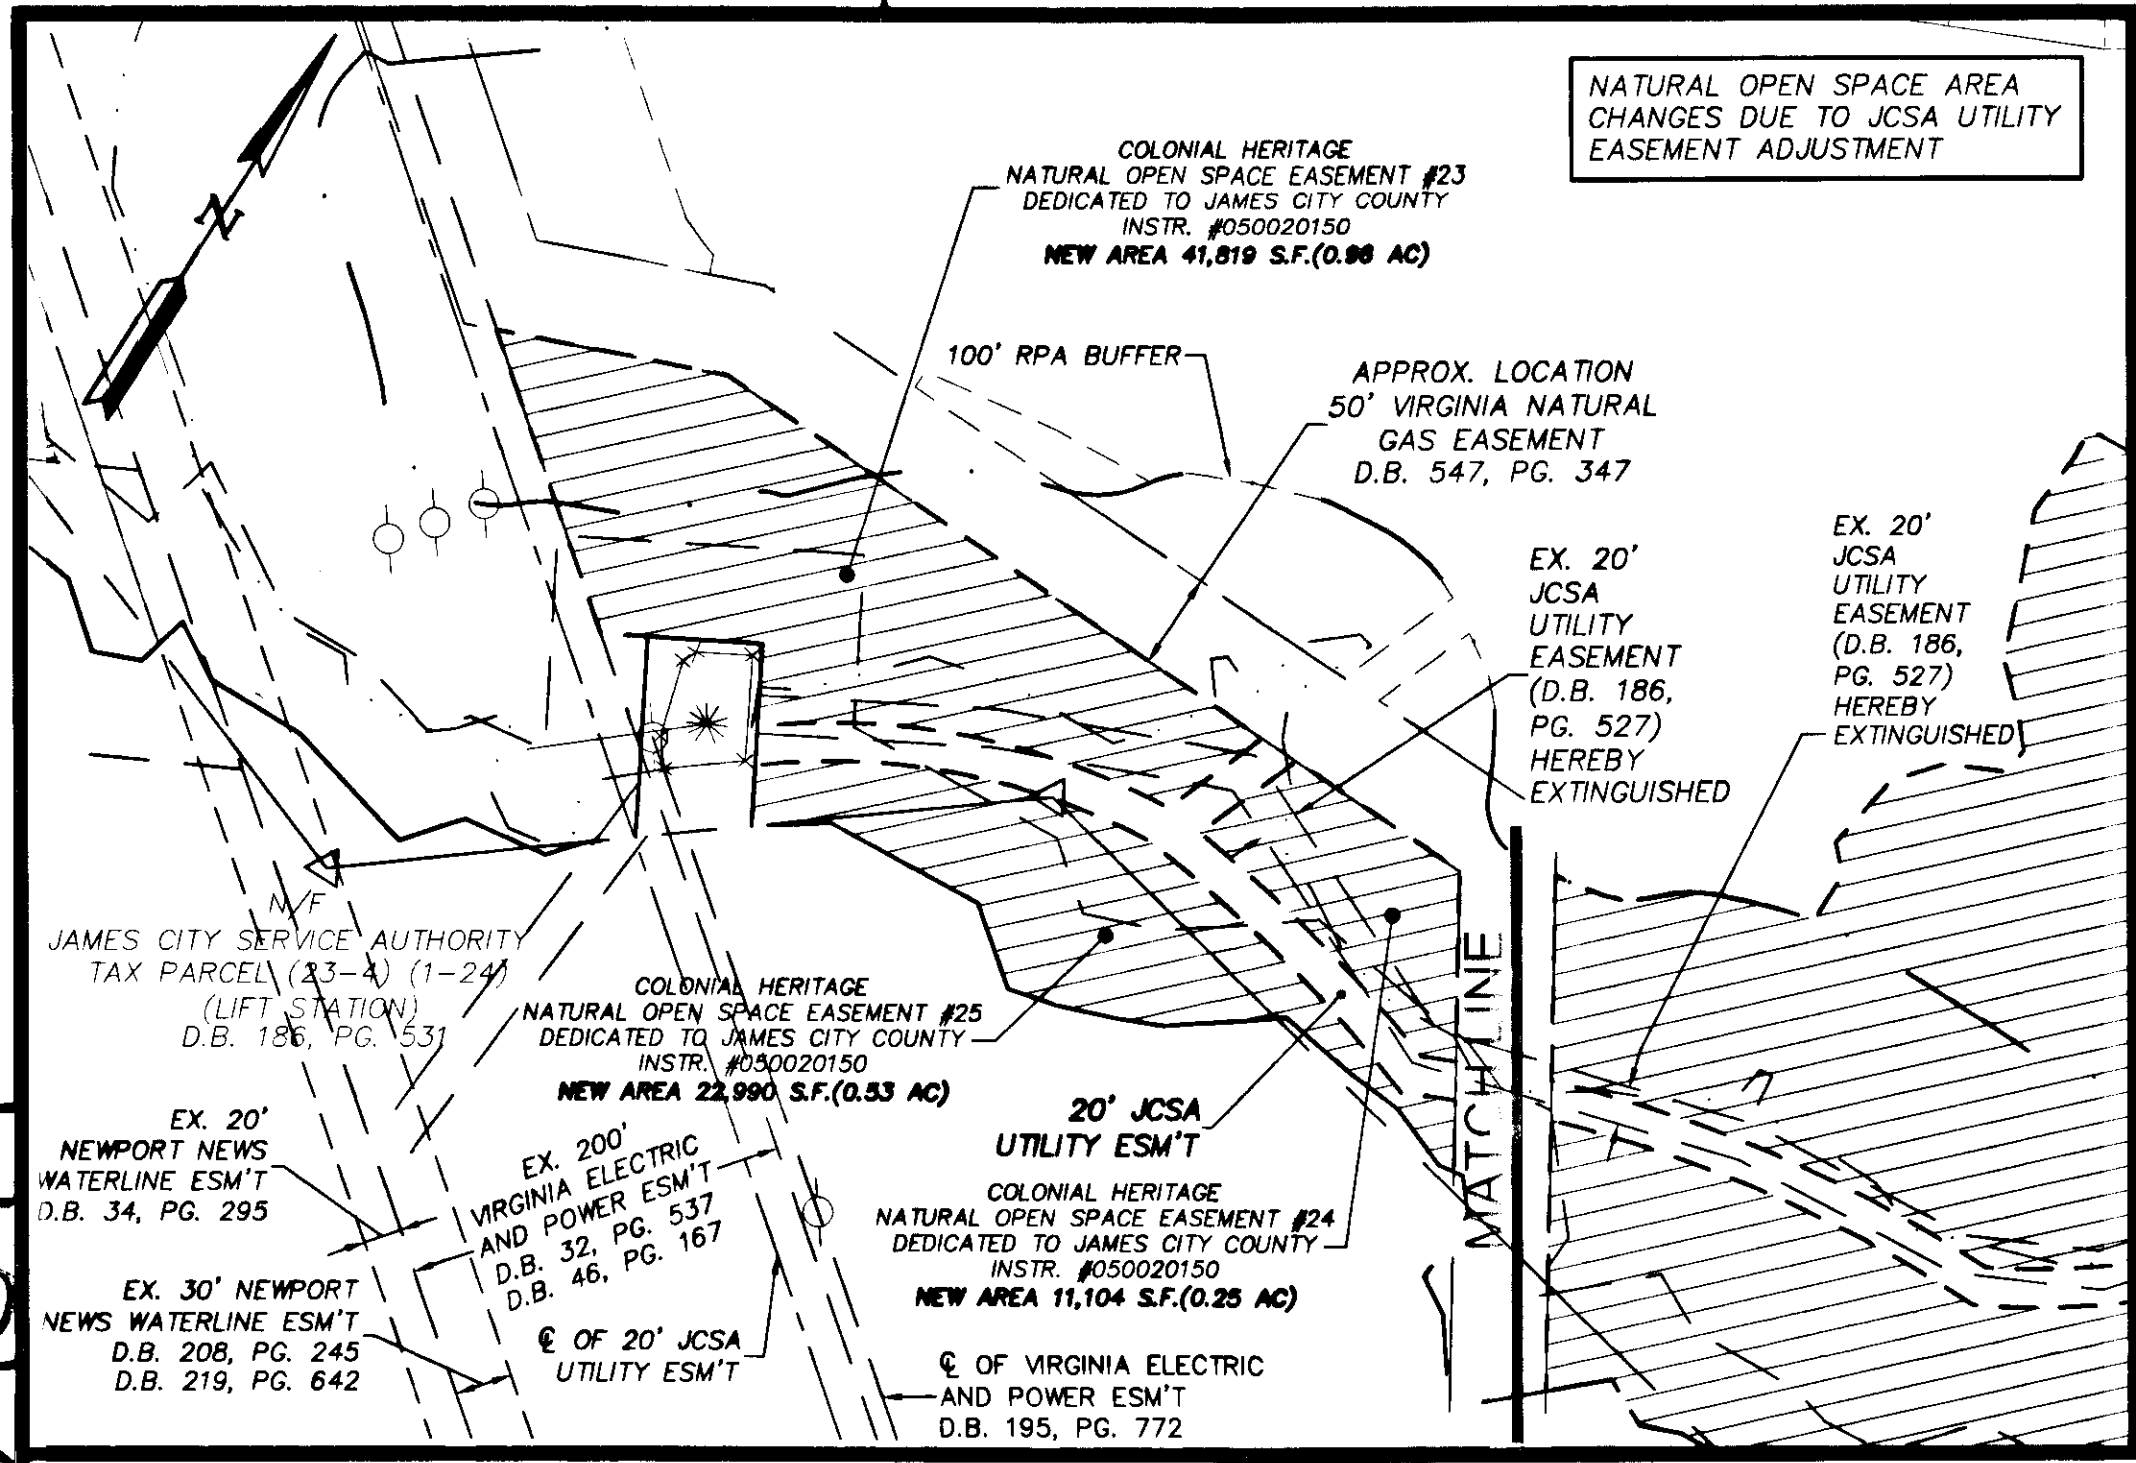 NATURAL OPEN SPACE AREA
CHANGES DUE TO JCSA UTILITY
EASEMENT ADJUSTMENT
N
COLONIAL HERITAGE
NATURAL OPEN SPACE EASEMENT #23
DEDICATED TO JAMES CITY COUNTY
INSTR. #050020150
NEW AREA 41,819 S.F.(0.96 AC)
100' RPA BUFFER
APPROX. LOCATION
50' VIRGINIA NATURAL
GAS EASEMENT
D.B. 547, PG. 347
EX. 20'
JCSA
UTILITY
EASEMENT
(D.B. 186,
PG. 527)
HEREBY
EXTINGUISHED
EX. 20'
JCSA
UTILITY
EASEMENT
(D.B. 186,
PG. 527)
HEREBY
EXTINGUISHED
N/F
JAMES CITY SERVICE AUTHORITY
TAX PARCEL (23-4) (1-24)
(LIFT STATION)
D.B. 186, PG. 531
COLONIAL HERITAGE
NATURAL OPEN SPACE EASEMENT #25
DEDICATED TO JAMES CITY COUNTY
INSTR. #050020150
NEW AREA 22,990 S.F.(0.53 AC)
MATCH LINE
EX. 20'
NEWPORT NEWS
WATERLINE ESM'T
D.B. 34, PG. 295
EX. 200'
VIRGINIA ELECTRIC
AND POWER ESM'T
D.B. 32, PG. 537
D.B. 46, PG. 167
20' JCSA
UTILITY ESM'T
COLONIAL HERITAGE
NATURAL OPEN SPACE EASEMENT #24
DEDICATED TO JAMES CITY COUNTY
INSTR. #050020150
NEW AREA 11,104 S.F.(0.25 AC)
EX. 30' NEWPORT
NEWS WATERLINE ESM'T
D.B. 208, PG. 245
D.B. 219, PG. 642
℄ OF 20' JCSA
UTILITY ESM'T
℄ OF VIRGINIA ELECTRIC
AND POWER ESM'T
D.B. 195, PG. 772